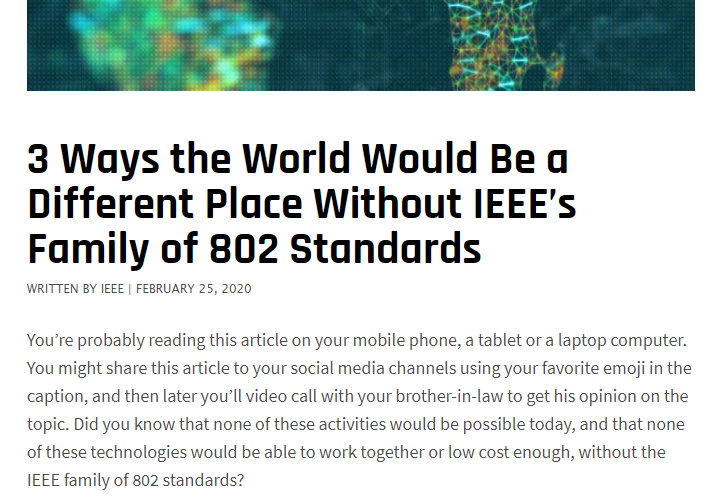 3 Ways the World Would Be a
Different Place Without IEEE’s
Family of 802 Standards
WRITTEN BY IEEE | FEBRUARY 25, 2020
You’re probably reading this article on your mobile phone, a tablet or a laptop computer.
You might share this article to your social media channels using your favorite emoji in the
caption, and then later you’ll video call with your brother-in-law to get his opinion on the
topic. Did you know that none of these activities would be possible today, and that none
of these technologies would be able to work together or low cost enough, without the
IEEE family of 802 standards?